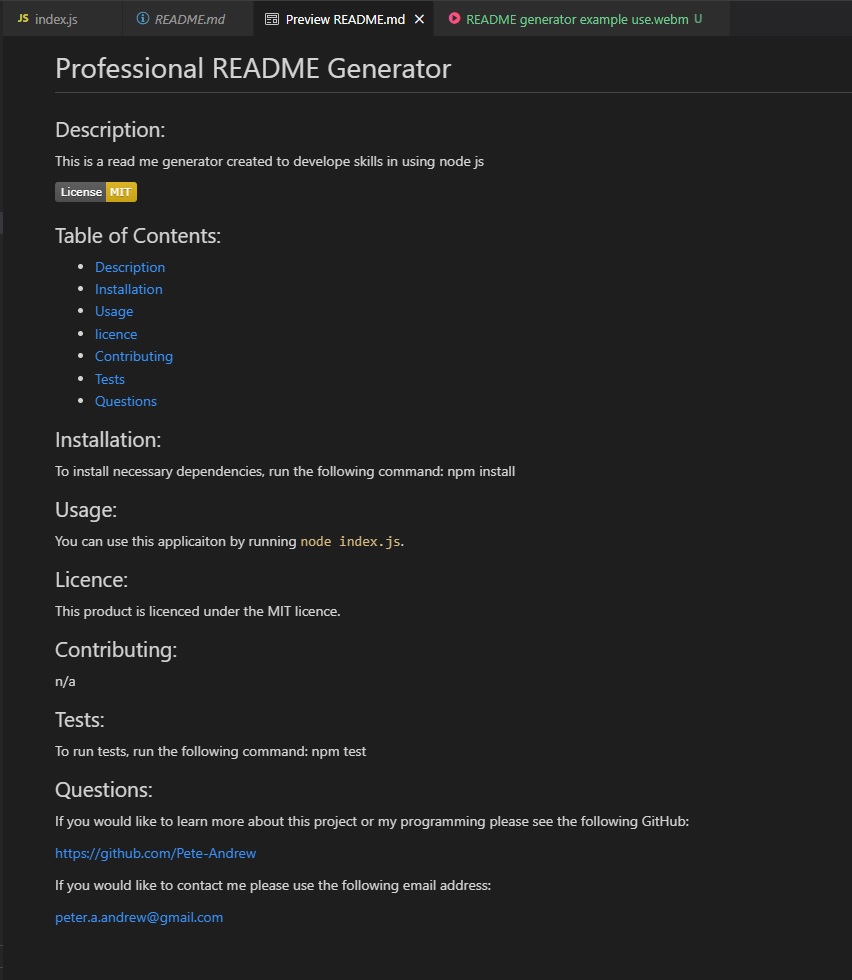 JS index.js README.md Preview README.md README generator example use.webm U
Professional README Generator
Description:
This is a read me generator created to develope skills in using node js
License MIT
Table of Contents:
Description
Installation
Usage
licence
Contributing
Tests
Questions
Installation:
To install necessary dependencies, run the following command: npm install
Usage:
You can use this applicaiton by running node index.js.
Licence:
This product is licenced under the MIT licence.
Contributing:
n/a
Tests:
To run tests, run the following command: npm test
Questions:
If you would like to learn more about this project or my programming please see the following GitHub:
https://github.com/Pete-Andrew
If you would like to contact me please use the following email address:
peter.a.andrew@gmail.com